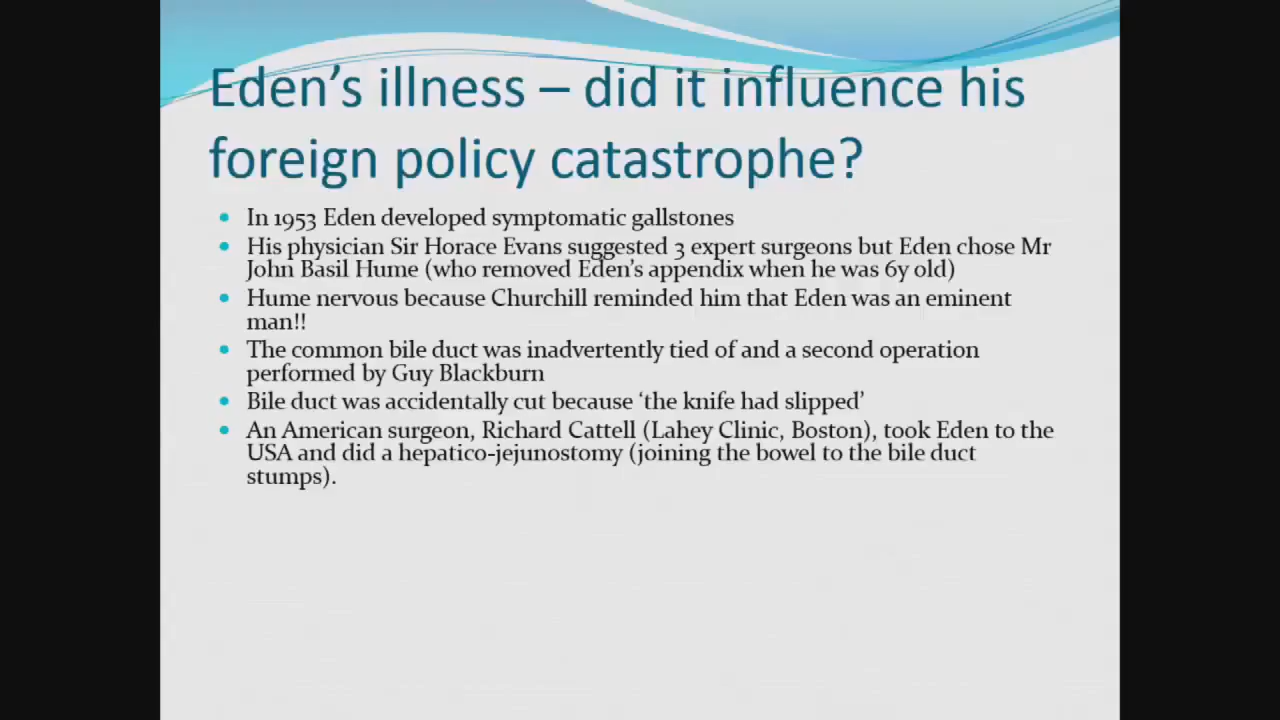 Eden’s illness – did it influence his
foreign policy catastrophe?
• In 1953 Eden developed symptomatic gallstones
• His physician Sir Horace Evans suggested 3 expert surgeons but Eden chose Mr
John Basil Hume (who removed Eden’s appendix when he was 6y old)
• Hume nervous because Churchill reminded him that Eden was an eminent
man!!
• The common bile duct was inadvertently tied of and a second operation
performed by Guy Blackburn
• Bile duct was accidentally cut because ‘the knife had slipped’
• An American surgeon, Richard Cattell (Lahey Clinic, Boston), took Eden to the
USA and did a hepatico-jejunostomy (joining the bowel to the bile duct
stumps).